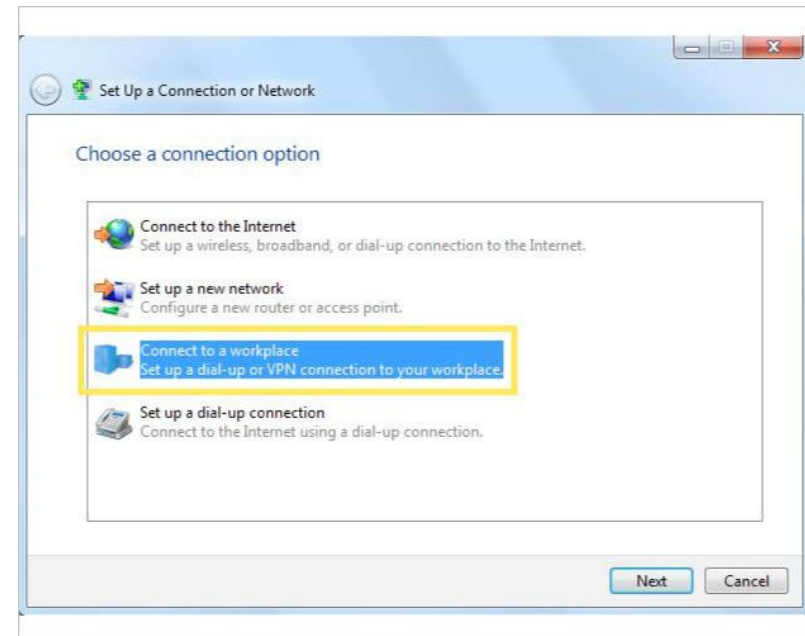 Set Up a Connection or Network
Choose a connection option
Connect to the Internet
Set up a wireless, broadband, or dial-up connection to the Internet.
Set up a new network
Configure a new router or access point.
Connect to a workplace
Set up a dial-up or VPN connection to your workplace.
Set up a dial-up connection
Connect to the Internet using a dial-up connection.
Next Cancel